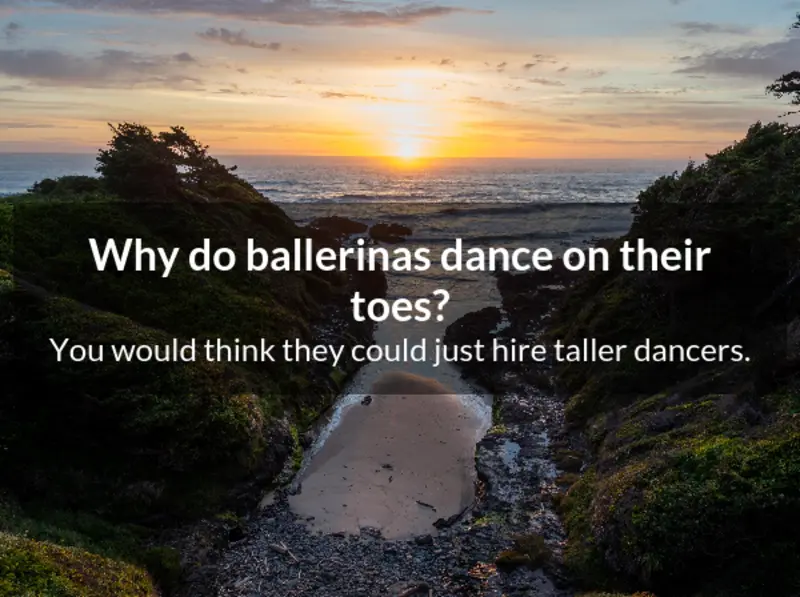 Why do ballerinas dance on their
toes?
You would think they could just hire taller dancers.